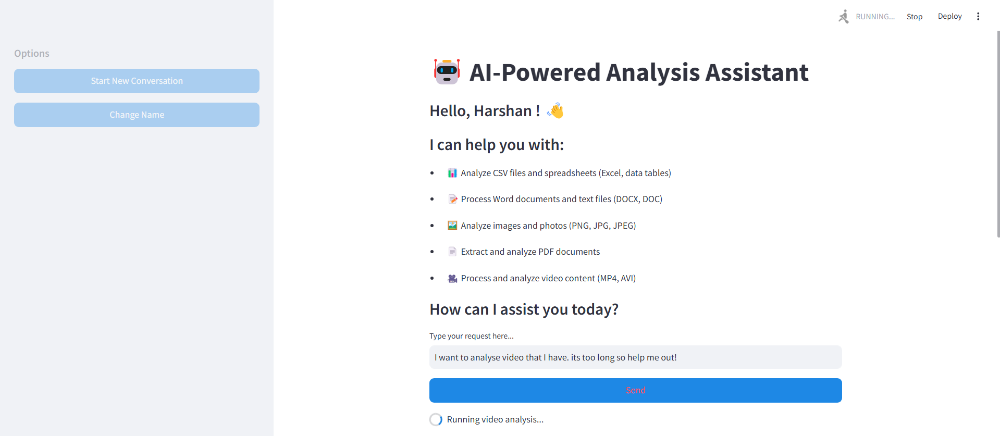 RUNNING...
Stop
Deploy
Options
Start New Conversation
Change Name
AI-Powered Analysis Assistant
Hello, Harshan !
I can help you with:
Analyze CSV files and spreadsheets (Excel, data tables)
Process Word documents and text files (DOCX, DOC)
Analyze images and photos (PNG, JPG, JPEG)
Extract and analyze PDF documents
Process and analyze video content (MP4, AVI)
How can I assist you today?
Type your request here...
I want to analyse video that I have. its too long so help me out!
Send
Running video analysis...